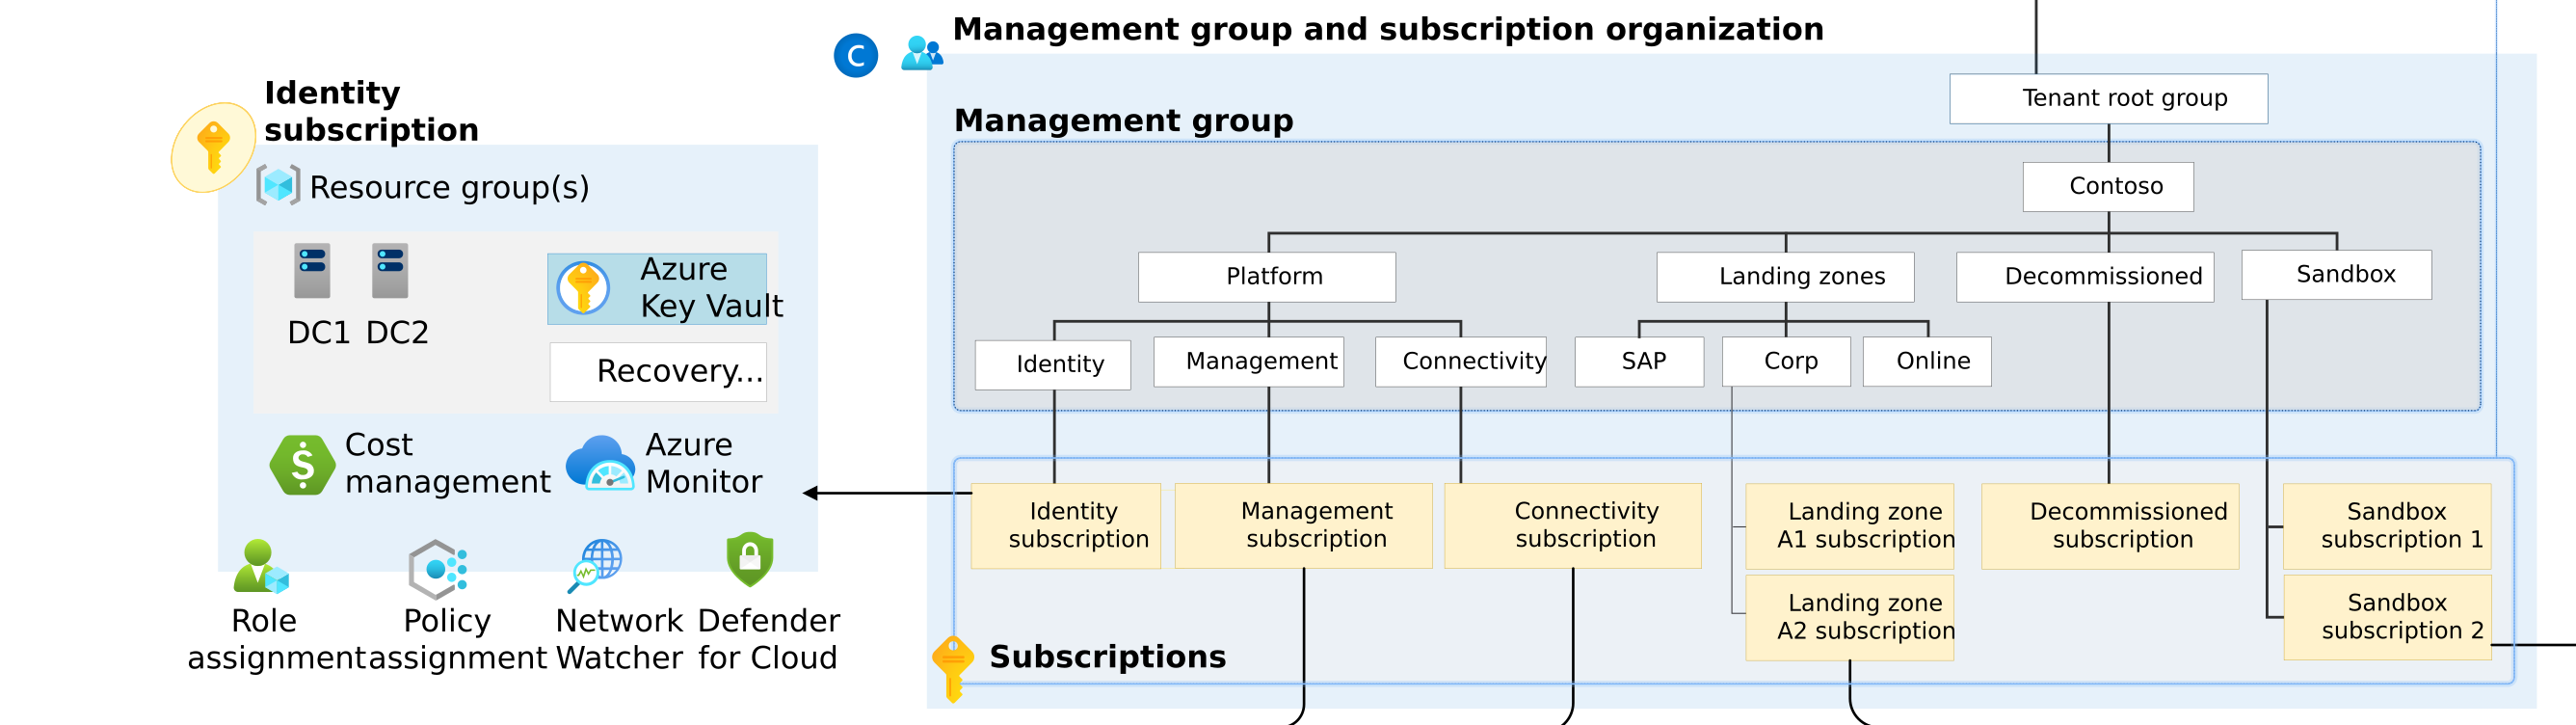 Management group and subscription organization
C
Identity
subscription
Resource group(s)
DC1 DC2
Azure
Key Vault
Recovery...
Cost
management
Azure
Monitor
Role
assignment
Policy
assignment
Network
Watcher
Defender
for Cloud
Tenant root group
Management group
Contoso
Platform
Landing zones
Decommissioned
Sandbox
Identity
Management
Connectivity
SAP
Corp
Online
Identity
subscription
Management
subscription
Connectivity
subscription
Landing zone
A1 subscription
Decommissioned
subscription
Sandbox
subscription 1
Landing zone
A2 subscription
Sandbox
subscription 2
Subscriptions